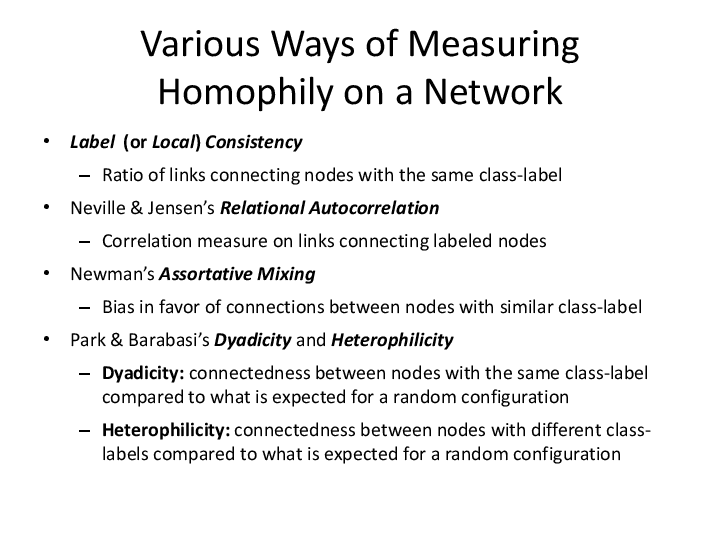 Various Ways of Measuring
Homophily on a Network
• Label (or Local) Consistency
– Ratio of links connecting nodes with the same class-label
• Neville & Jensen's Relational Autocorrelation
– Correlation measure on links connecting labeled nodes
• Newman's Assortative Mixing
– Bias in favor of connections between nodes with similar class-label
• Park & Barabasi's Dyadicity and Heterophilicity
– Dyadicity: connectedness between nodes with the same class-label
compared to what is expected for a random configuration
– Heterophilicity: connectedness between nodes with different class-
labels compared to what is expected for a random configuration